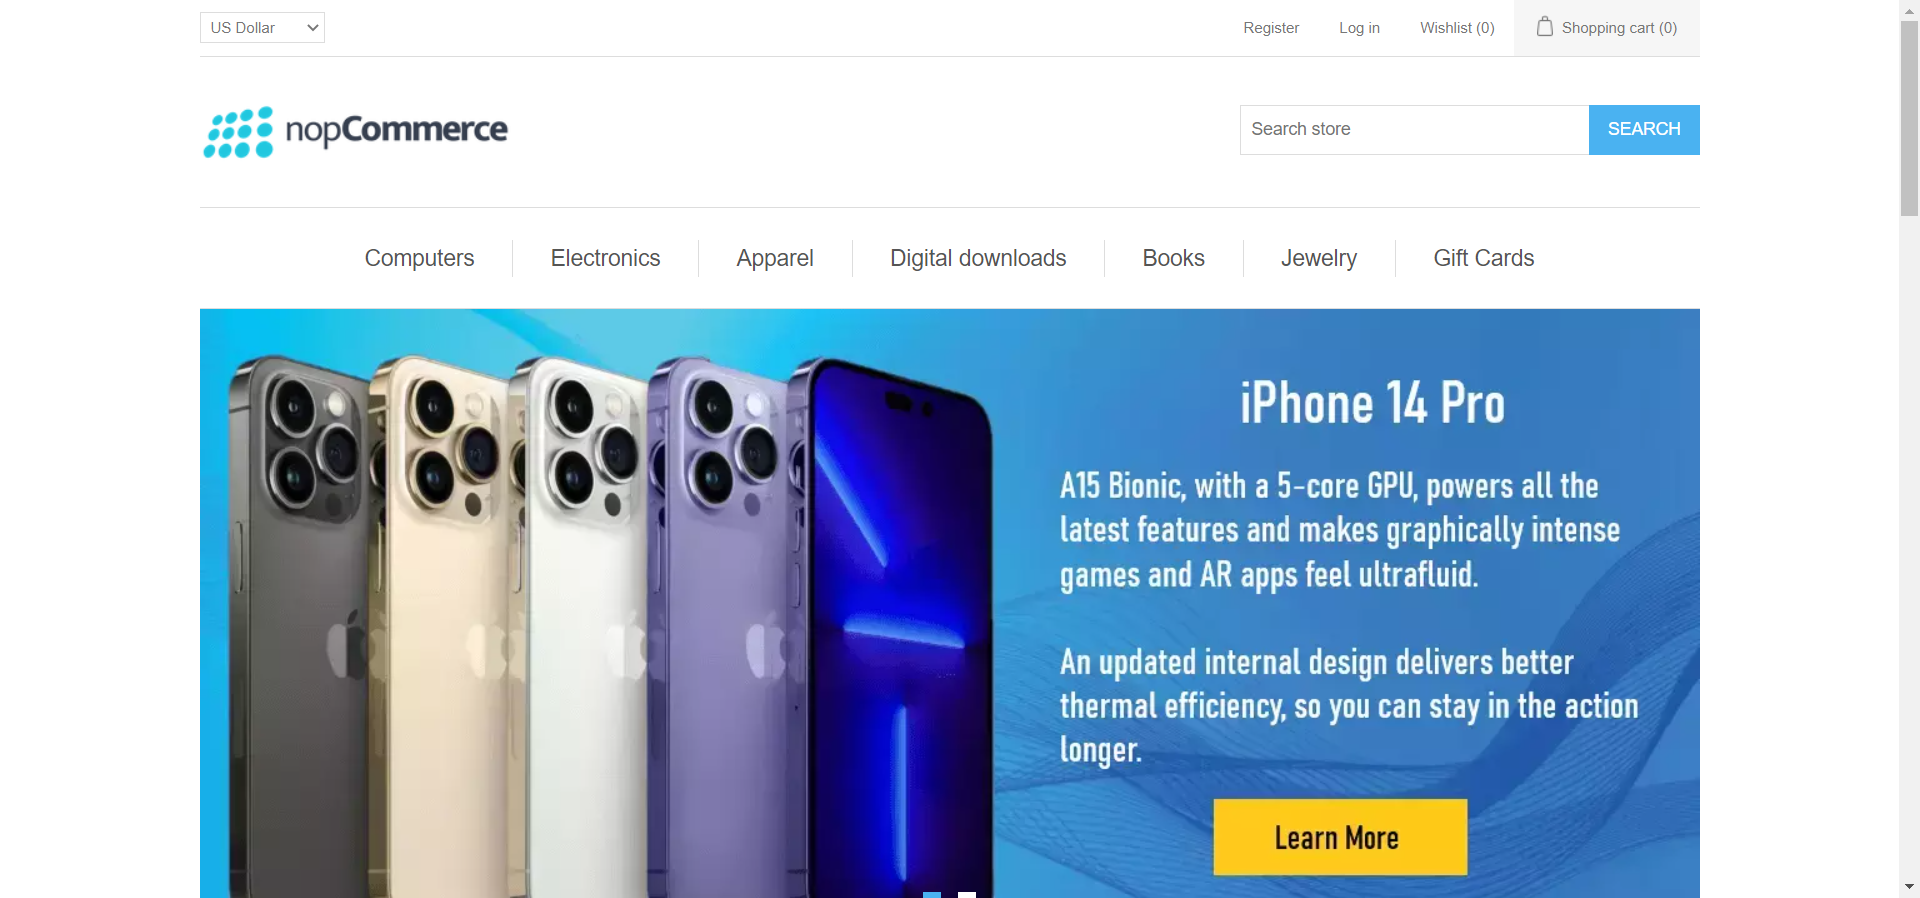 US Dollar
Register
Log in
Wishlist (0)
Shopping cart (0)
nopCommerce
Search store
SEARCH
Computers
Electronics
Apparel
Digital downloads
Books
Jewelry
Gift Cards
iPhone 14 Pro
A15 Bionic, with a 5-core GPU, powers all the
latest features and makes graphically intense
games and AR apps feel ultrafluid.
An updated internal design delivers better
thermal efficiency, so you can stay in the action
longer.
Learn More